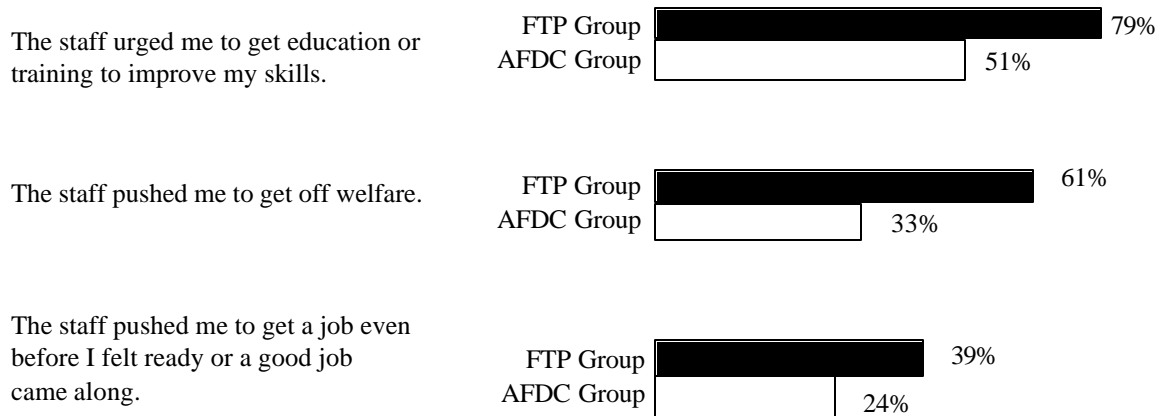 The staff urged me to get education or
training to improve my skills.
FTP Group 79%
AFDC Group 51%
The staff pushed me to get off welfare.
FTP Group 61%
AFDC Group 33%
The staff pushed me to get a job even
before I felt ready or a good job
came along.
FTP Group 39%
AFDC Group 24%